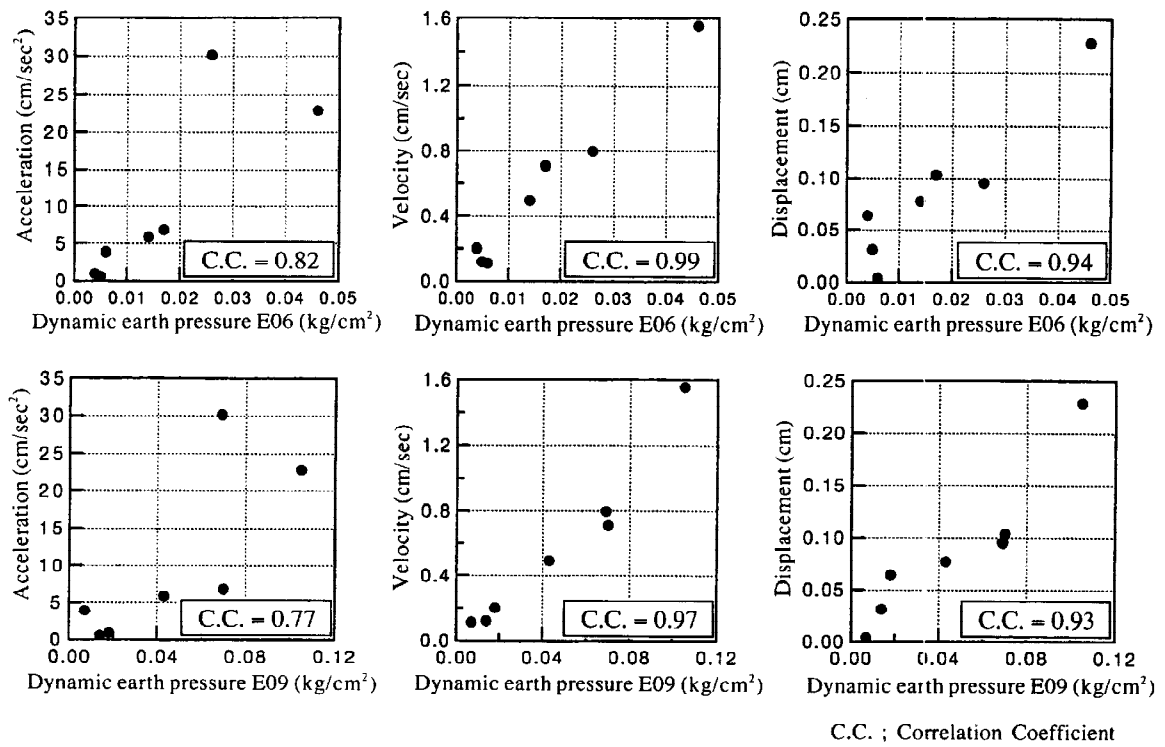 Acceleration (cm/sec²)
35
30
25
20
15
10
5
0
C.C. = 0.82
0.00 0.01 0.02 0.03 0.04 0.05
Dynamic earth pressure E06 (kg/cm²)
Velocity (cm/sec)
1.6
1.2
0.8
0.4
0.0
C.C. = 0.99
0.00 0.01 0.02 0.03 0.04 0.05
Dynamic earth pressure E06 (kg/cm²)
Displacement (cm)
0.25
0.20
0.15
0.10
0.05
0.00
C.C. = 0.94
0.00 0.01 0.02 0.03 0.04 0.05
Dynamic earth pressure E06 (kg/cm²)
Acceleration (cm/sec²)
35
30
25
20
15
10
5
0
C.C. = 0.77
0.00 0.04 0.08 0.12
Dynamic earth pressure E09 (kg/cm²)
Velocity (cm/sec)
1.6
1.2
0.8
0.4
0.0
C.C. = 0.97
0.00 0.04 0.08 0.12
Dynamic earth pressure E09 (kg/cm²)
Displacement (cm)
0.25
0.20
0.15
0.10
0.05
0.00
C.C. = 0.93
0.00 0.04 0.08 0.12
Dynamic earth pressure E09 (kg/cm²)
C.C. ; Correlation Coefficient